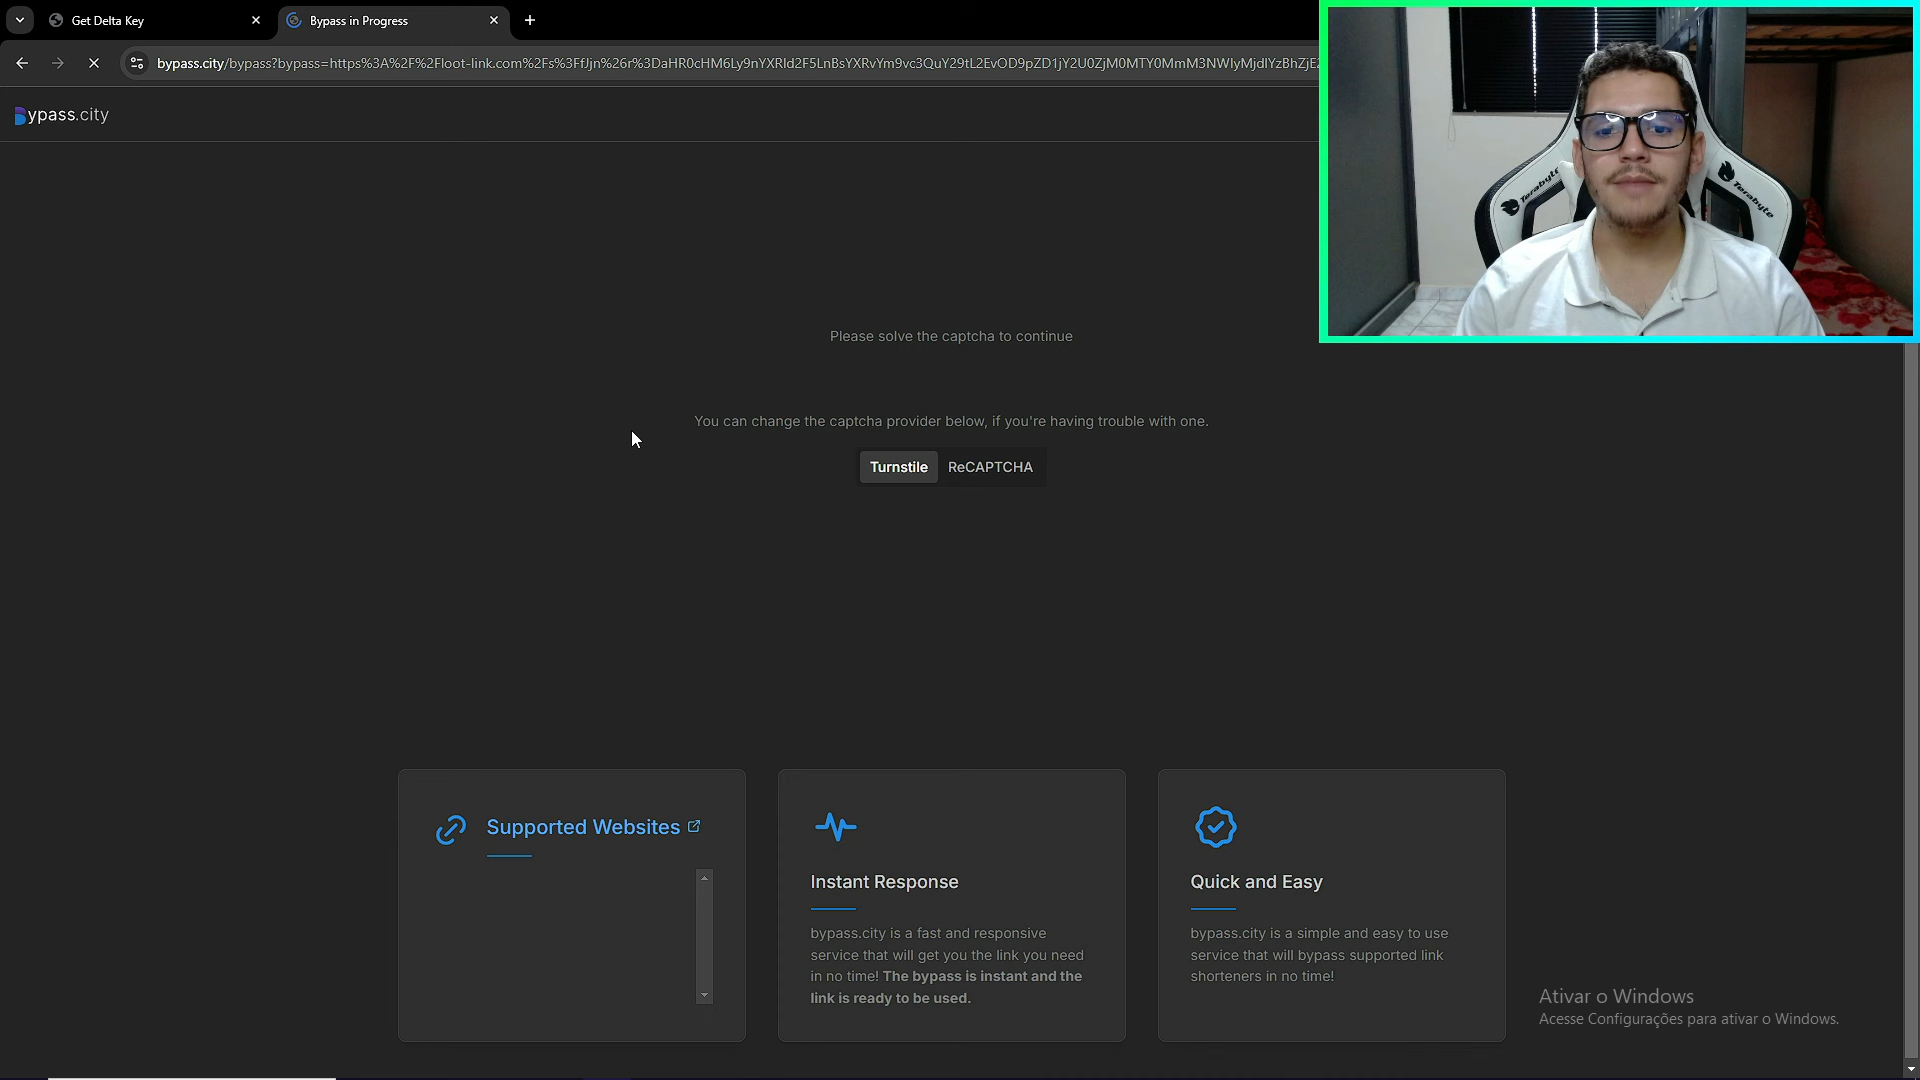 Get Delta Key
Bypass in Progress
bypass.city/bypass?bypass=https%3A%2F%2Floot-link.com%2Fs%3FfJjn%26r%3DaHR0cHM6Ly9nYXRld2F5LnBsYXRvYm9vc3QuY29tL2EvOD9pZD1jY2U0ZjM0MTY0MmM3NWIyMjdlYzBhZjE2
ypass.city
Terabyte
Terabyte
Please solve the captcha to continue
You can change the captcha provider below, if you're having trouble with one.
Turnstile ReCAPTCHA
Supported Websites
Instant Response
bypass.city is a fast and responsive
service that will get you the link you need
in no time! The bypass is instant and the
link is ready to be used.
Quick and Easy
bypass.city is a simple and easy to use
service that will bypass supported link
shorteners in no time!
Ativar o Windows
Acesse Configurações para ativar o Windows.